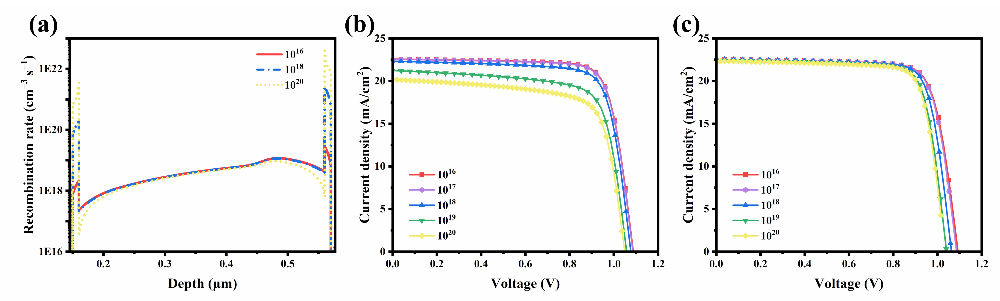 (a)
Recombination rate (cm⁻³ s⁻¹)
1E22
1E20
1E18
1E16
10¹⁶
10¹⁸
10²⁰
0.2 0.3 0.4 0.5
Depth (μm)
(b)
Current density (mA/cm²)
25
20
15
10
5
0
10¹⁶
10¹⁷
10¹⁸
10¹⁹
10²⁰
0.0 0.2 0.4 0.6 0.8 1.0 1.2
Voltage (V)
(c)
Current density (mA/cm²)
25
20
15
10
5
0
10¹⁶
10¹⁷
10¹⁸
10¹⁹
10²⁰
0.0 0.2 0.4 0.6 0.8 1.0 1.2
Voltage (V)